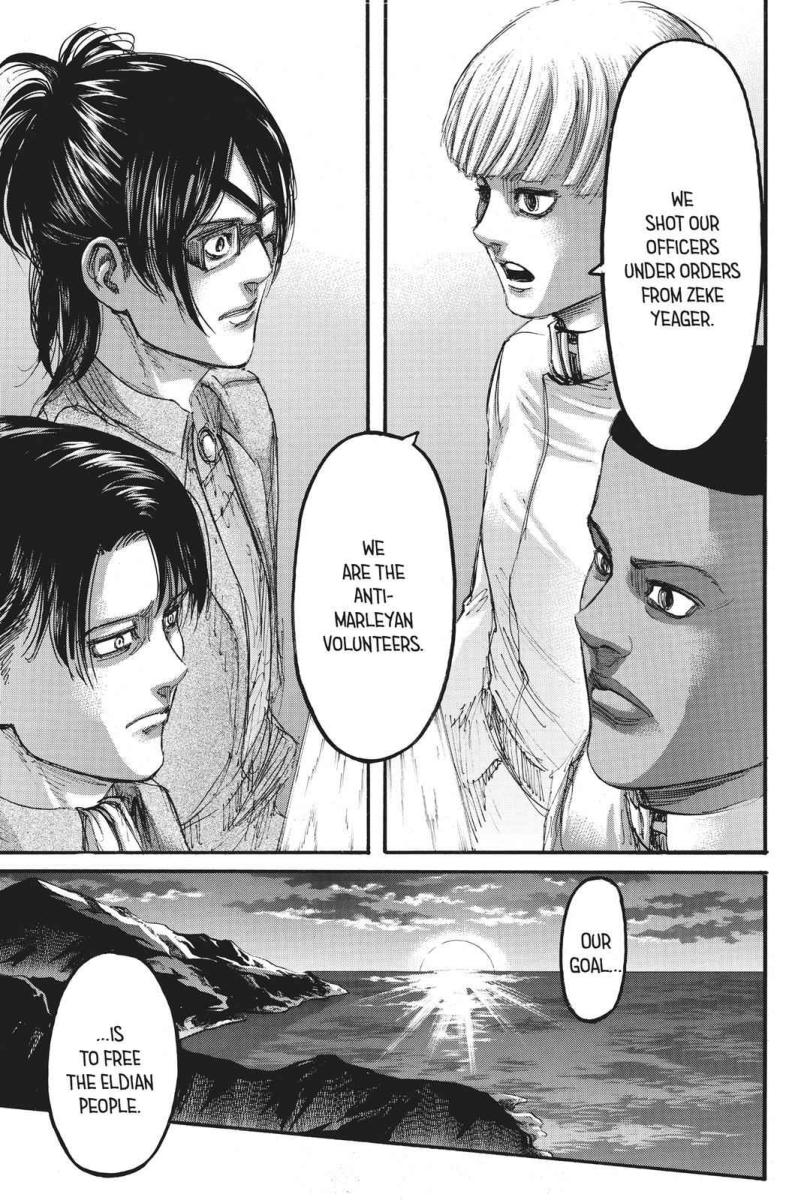 WE
SHOT OUR
OFFICERS
UNDER ORDERS
FROM ZEKE
YEAGER.
WE
ARE THE
ANTI-
MARLEYAN
VOLUNTEERS.
OUR
GOAL...
...IS
TO FREE
THE ELDIAN
PEOPLE.